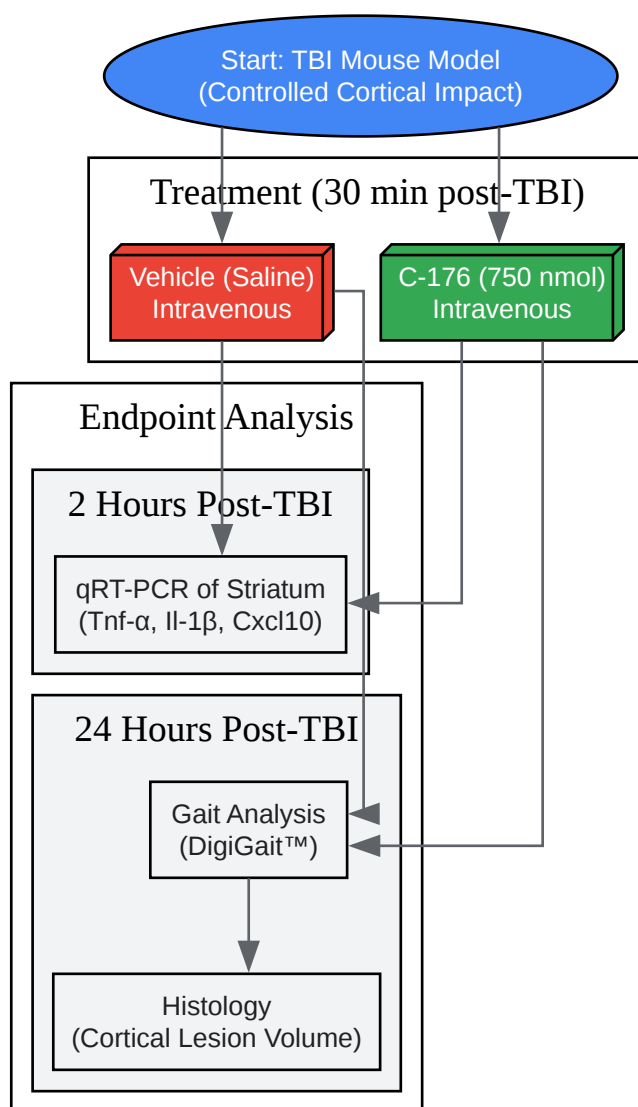 Start: TBI Mouse Model
(Controlled Cortical Impact)
Treatment (30 min post-TBI)
Vehicle (Saline)
Intravenous
C-176 (750 nmol)
Intravenous
Endpoint Analysis
2 Hours Post-TBI
qRT-PCR of Striatum
(Tnf-α, Il-1β, Cxcl10)
24 Hours Post-TBI
Gait Analysis
(DigiGait™)
Histology
(Cortical Lesion Volume)